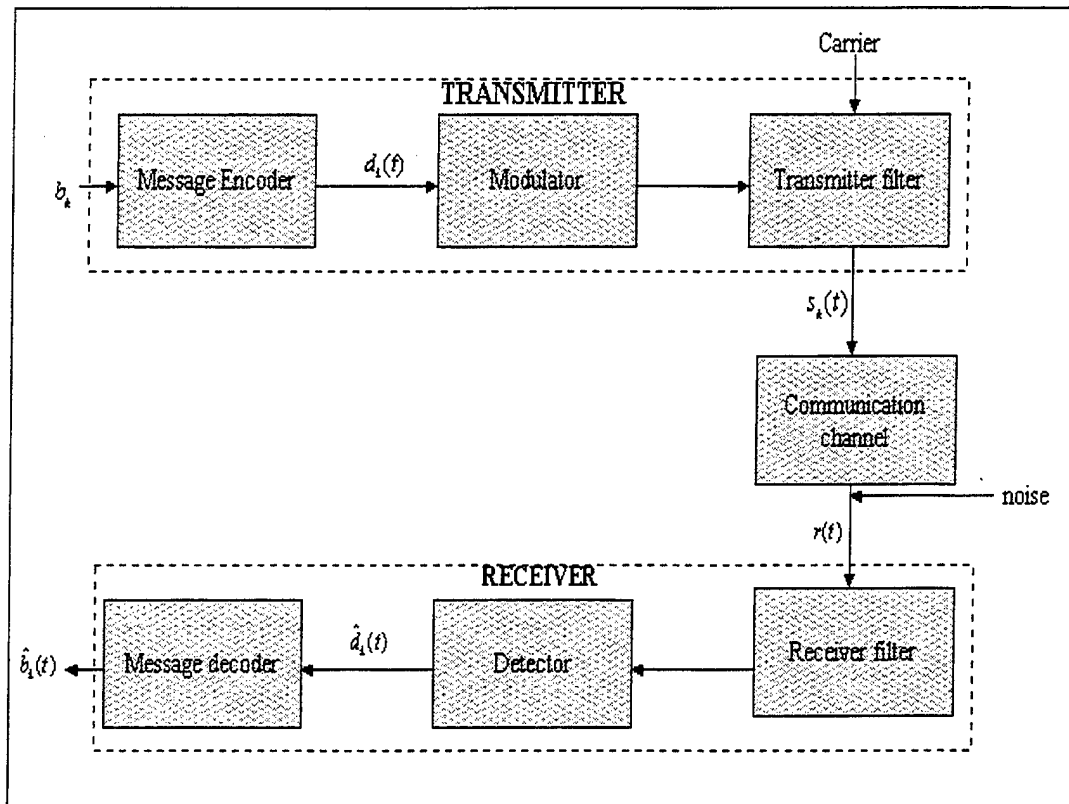 Carrier
TRANSMITTER
b_k
Message Encoder
d_k(t)
Modulator
Transmitter filter
s_k(t)
Communication
channel
noise
r(t)
RECEIVER
b̂_k(t)
Message decoder
d̂_k(t)
Detector
Receiver filter